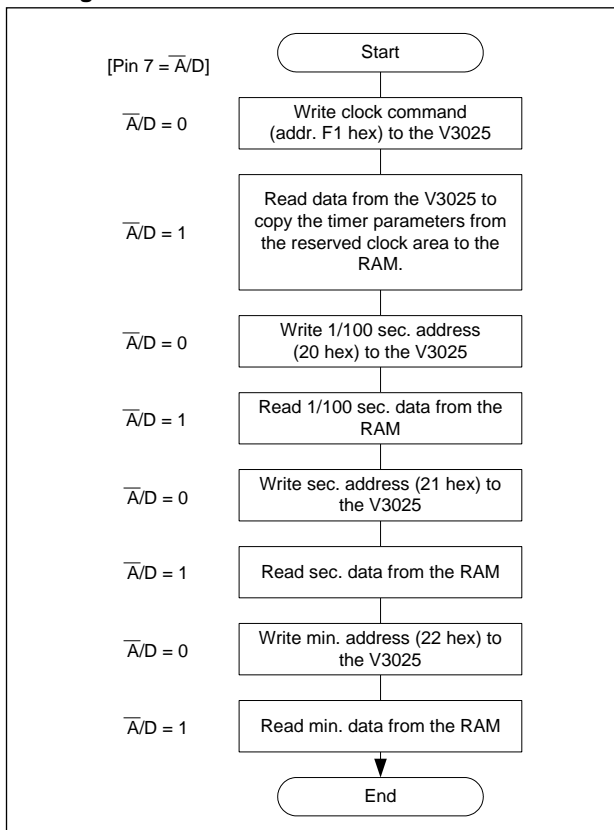 Start
[Pin 7 = A̅/D]
A̅/D = 0
Write clock command
(addr. F1 hex) to the V3025
A̅/D = 1
Read data from the V3025 to
copy the timer parameters from
the reserved clock area to the
RAM.
A̅/D = 0
Write 1/100 sec. address
(20 hex) to the V3025
A̅/D = 1
Read 1/100 sec. data from the
RAM
A̅/D = 0
Write sec. address (21 hex) to
the V3025
A̅/D = 1
Read sec. data from the RAM
A̅/D = 0
Write min. address (22 hex) to
the V3025
A̅/D = 1
Read min. data from the RAM
End